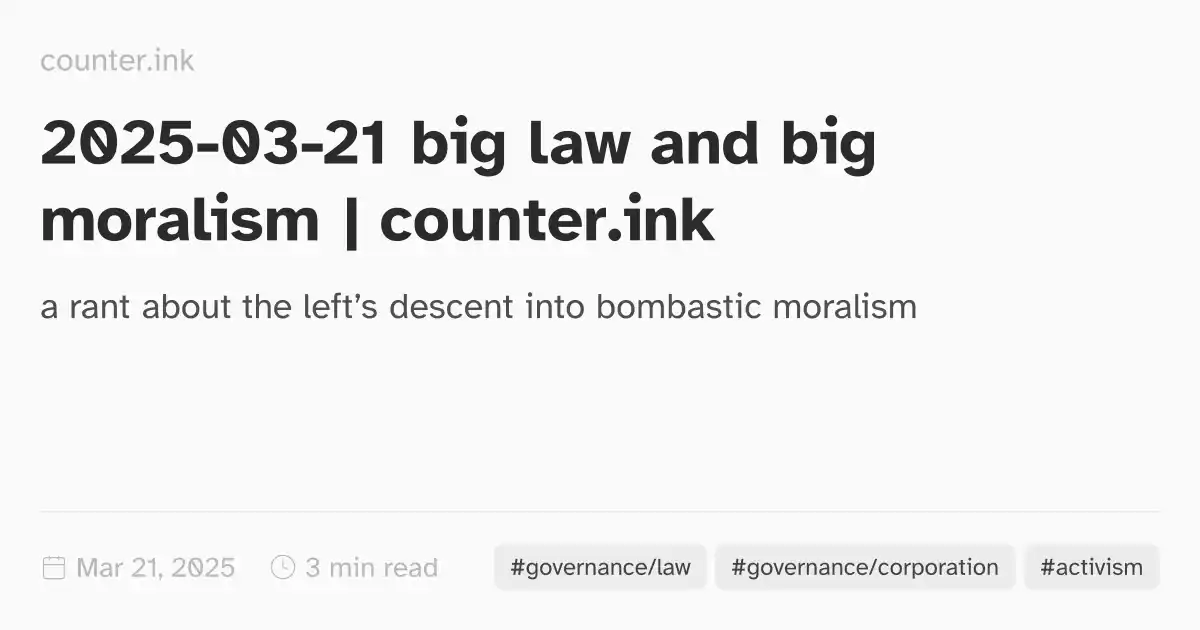 counter.ink
2025-03-21 big law and big
moralism | counter.ink
a rant about the left’s descent into bombastic moralism
Mar 21, 2025 3 min read #governance/law #governance/corporation #activism